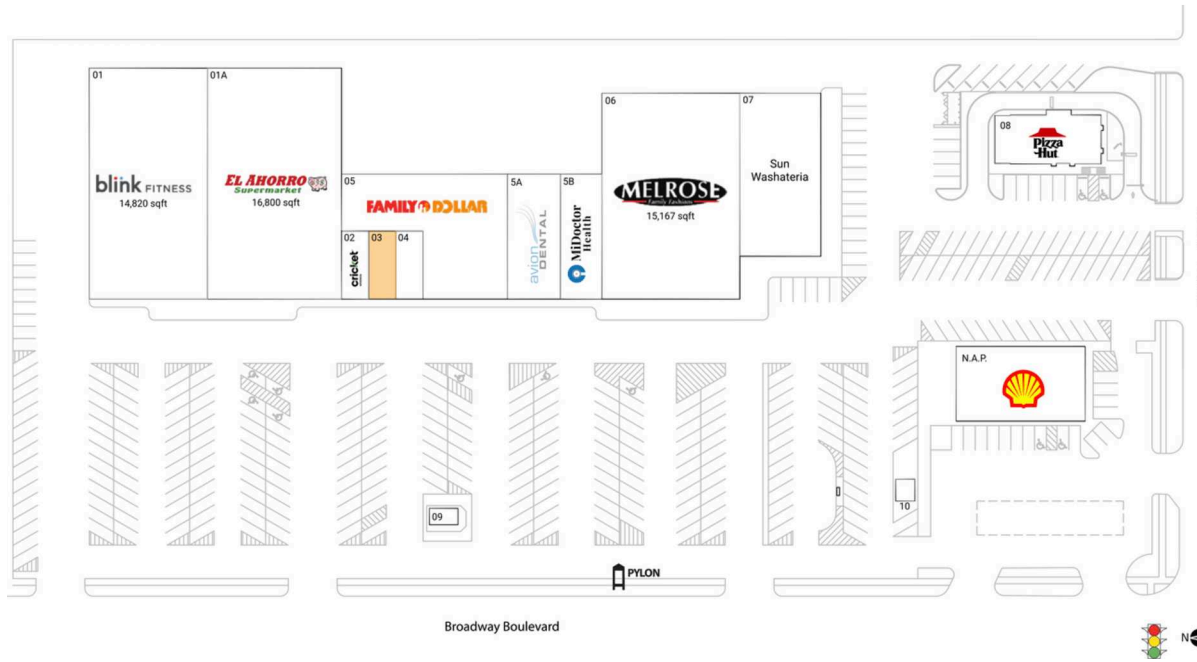 01
01A
blink FITNESS
14,820 sqft
EL AHORRO
Supermarket
16,800 sqft
05
FAMILY DOLLAR
02
03
04
cricket
5A
avion
DENTAL
5B
MiDoctor
Health
06
MELROSE
Family Fashions
15,167 sqft
07
Sun
Washateria
08
Pizza
Hut
N.A.P.
09
10
PYLON
Broadway Boulevard
N